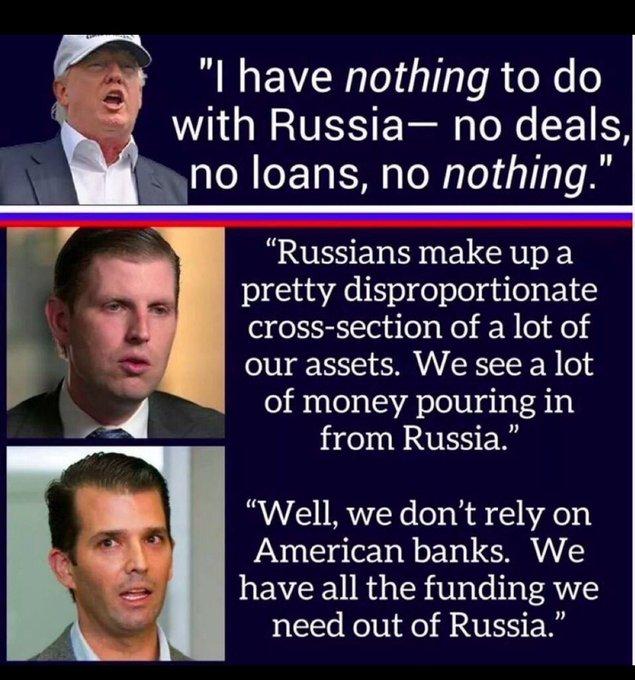 "I have nothing to do
with Russia— no deals,
no loans, no nothing."
“Russians make up a
pretty disproportionate
cross-section of a lot of
our assets. We see a lot
of money pouring in
from Russia.”
“Well, we don’t rely on
American banks. We
have all the funding we
need out of Russia.”